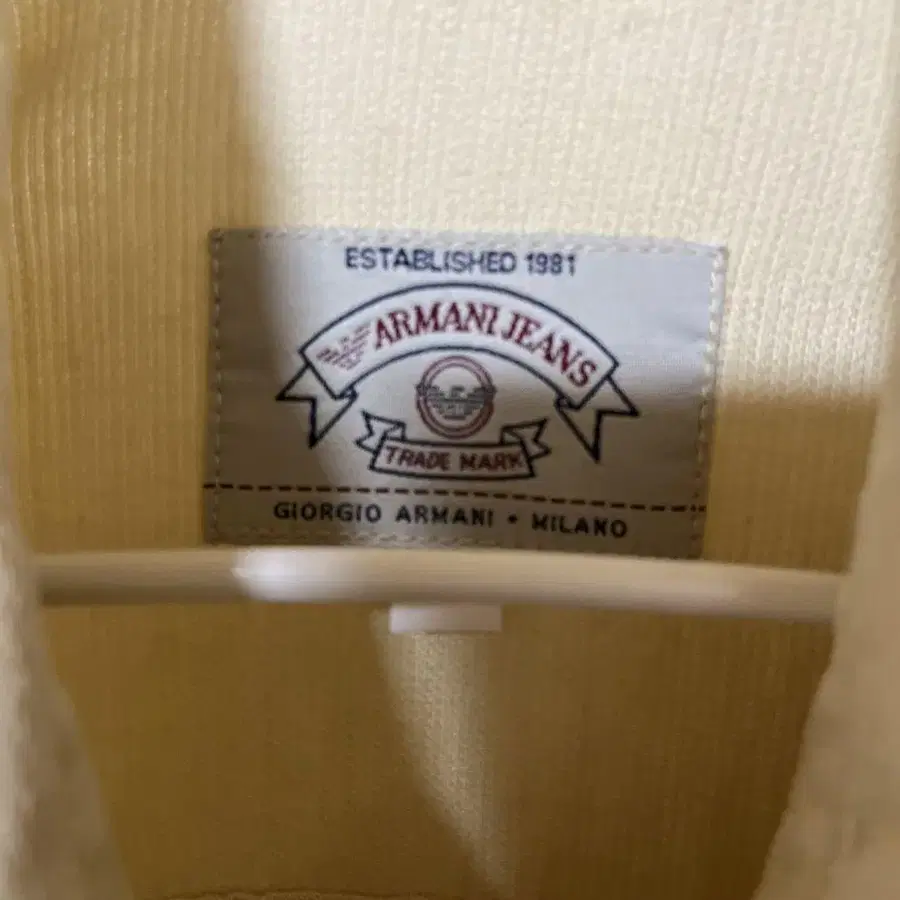 ESTABLISHED 1981
ARMANI JEANS
TRADE MARK
GIORGIO ARMANI • MILANO